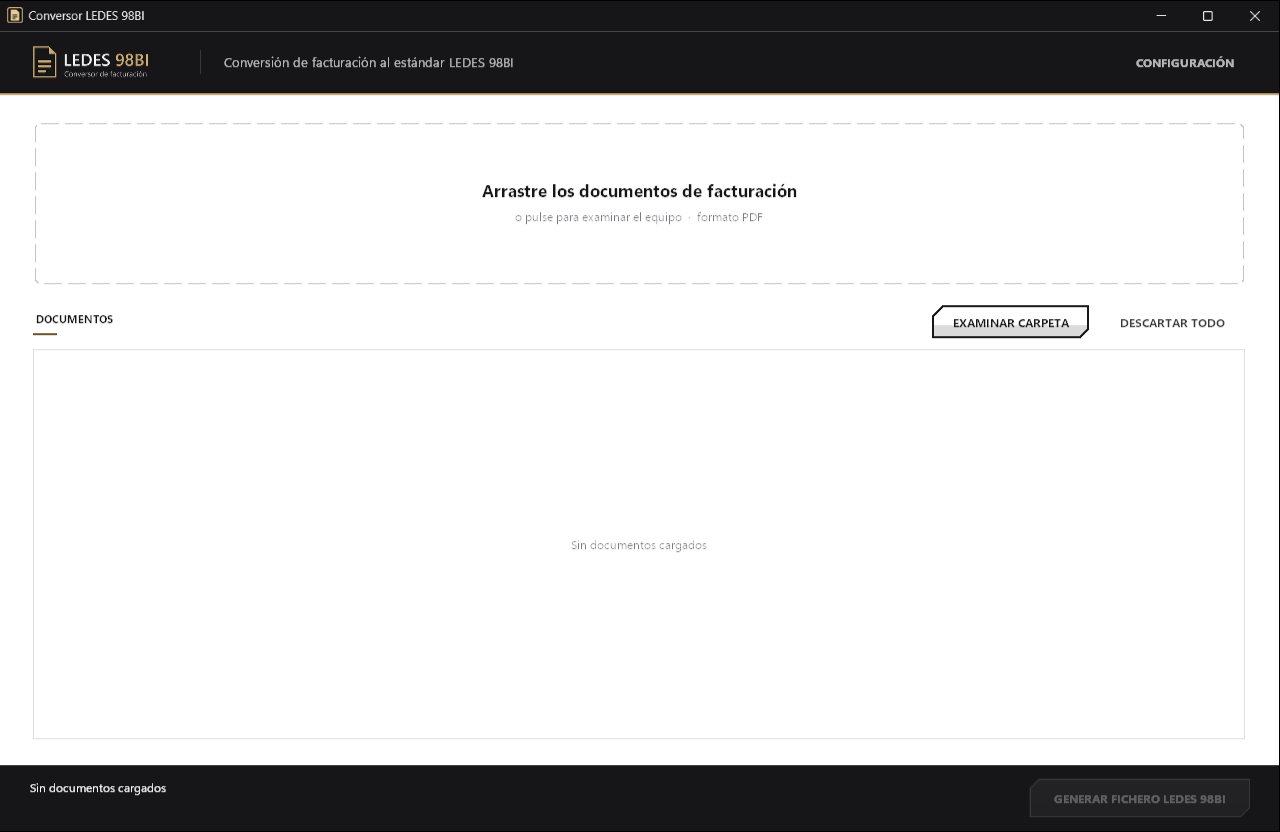 Conversor LEDES 98BI
LEDES 98BI
Conversor de facturación
Conversión de facturación al estándar LEDES 98BI
CONFIGURACIÓN
Arrastre los documentos de facturación
o pulse para examinar el equipo · formato PDF
DOCUMENTOS
EXAMINAR CARPETA
DESCARTAR TODO
Sin documentos cargados
Sin documentos cargados
GENERAR FICHERO LEDES 98BI